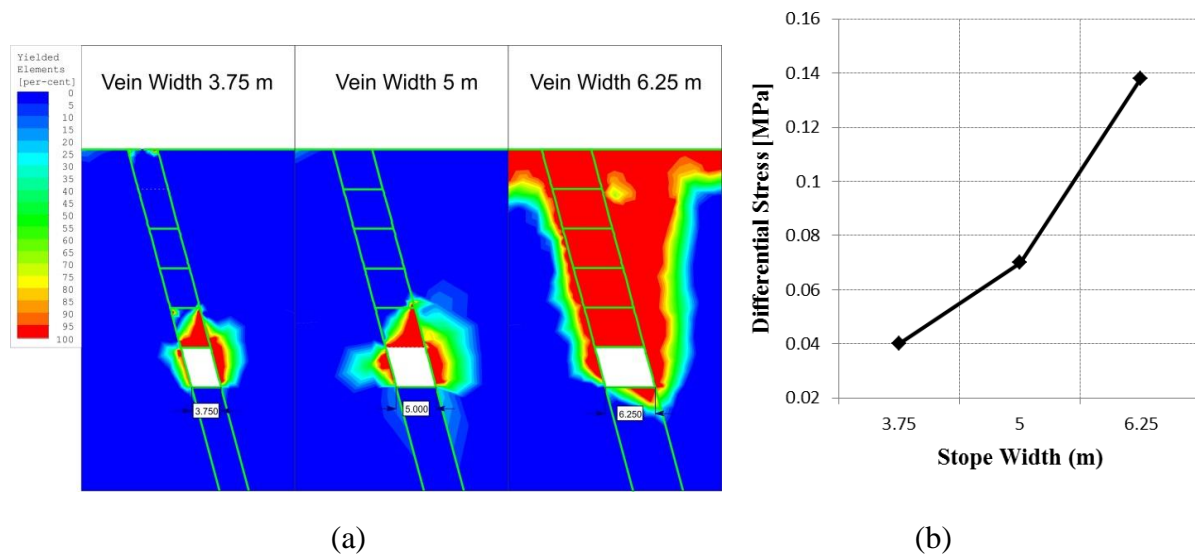 Yielded
Elements
[per-cent]
0
5
10
15
20
25
30
35
40
45
50
55
60
65
70
75
80
85
90
95
100
Vein Width 3.75 m
Vein Width 5 m
Vein Width 6.25 m
3.750
5.000
6.250
(a)
Differential Stress [MPa]
0.16
0.14
0.12
0.1
0.08
0.06
0.04
0.02
3.75 5 6.25
Stope Width (m)
(b)